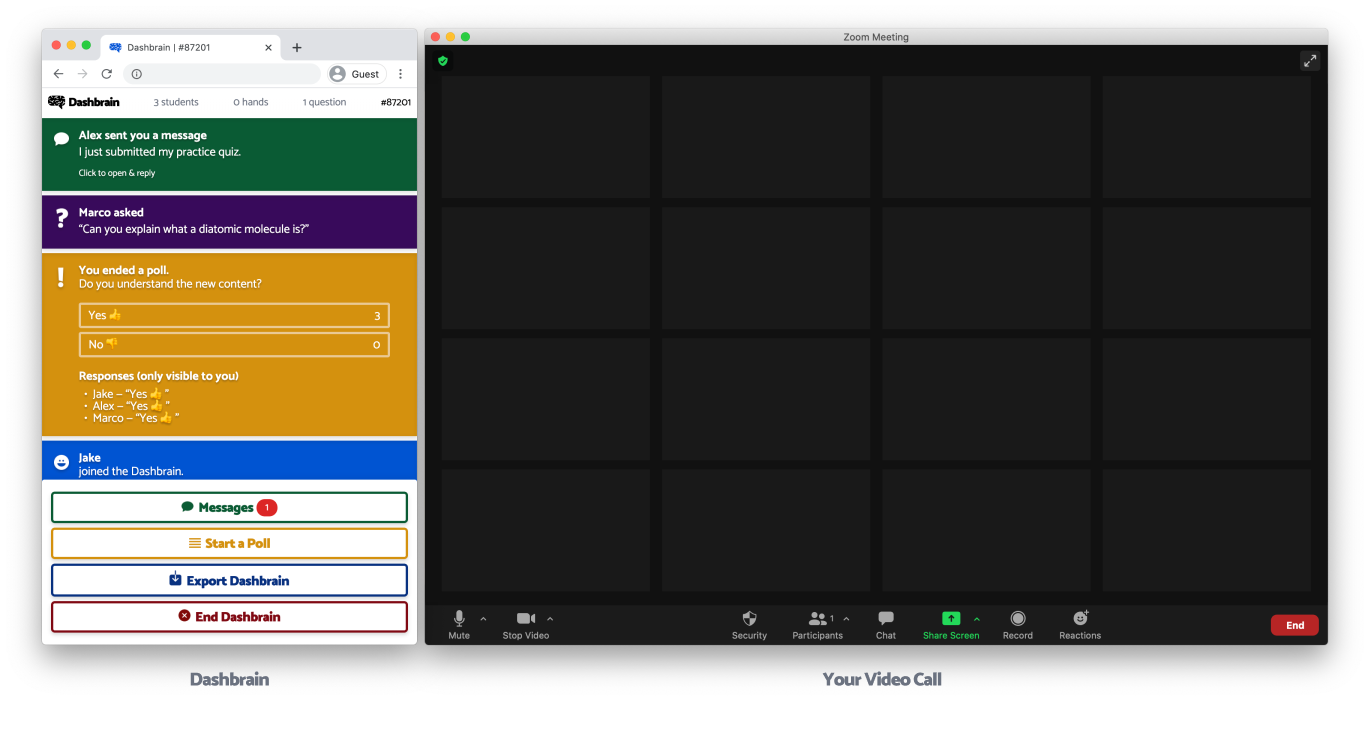 Dashbrain | #87201
Guest
Dashbrain
3 students
0 hands
1 question
#87201
Alex sent you a message
I just submitted my practice quiz.
Click to open & reply
Marco asked
“Can you explain what a diatomic molecule is?”
You ended a poll.
Do you understand the new content?
Yes 👍 3
No 👎 0
Responses (only visible to you)
• Jake – “Yes 👍”
• Alex – “Yes 👍”
• Marco – “Yes 👍”
Jake
joined the Dashbrain.
Messages 1
Start a Poll
Export Dashbrain
End Dashbrain
Dashbrain
Zoom Meeting
Mute
Stop Video
Security
1
Participants
Chat
Share Screen
Record
Reactions
End
Your Video Call